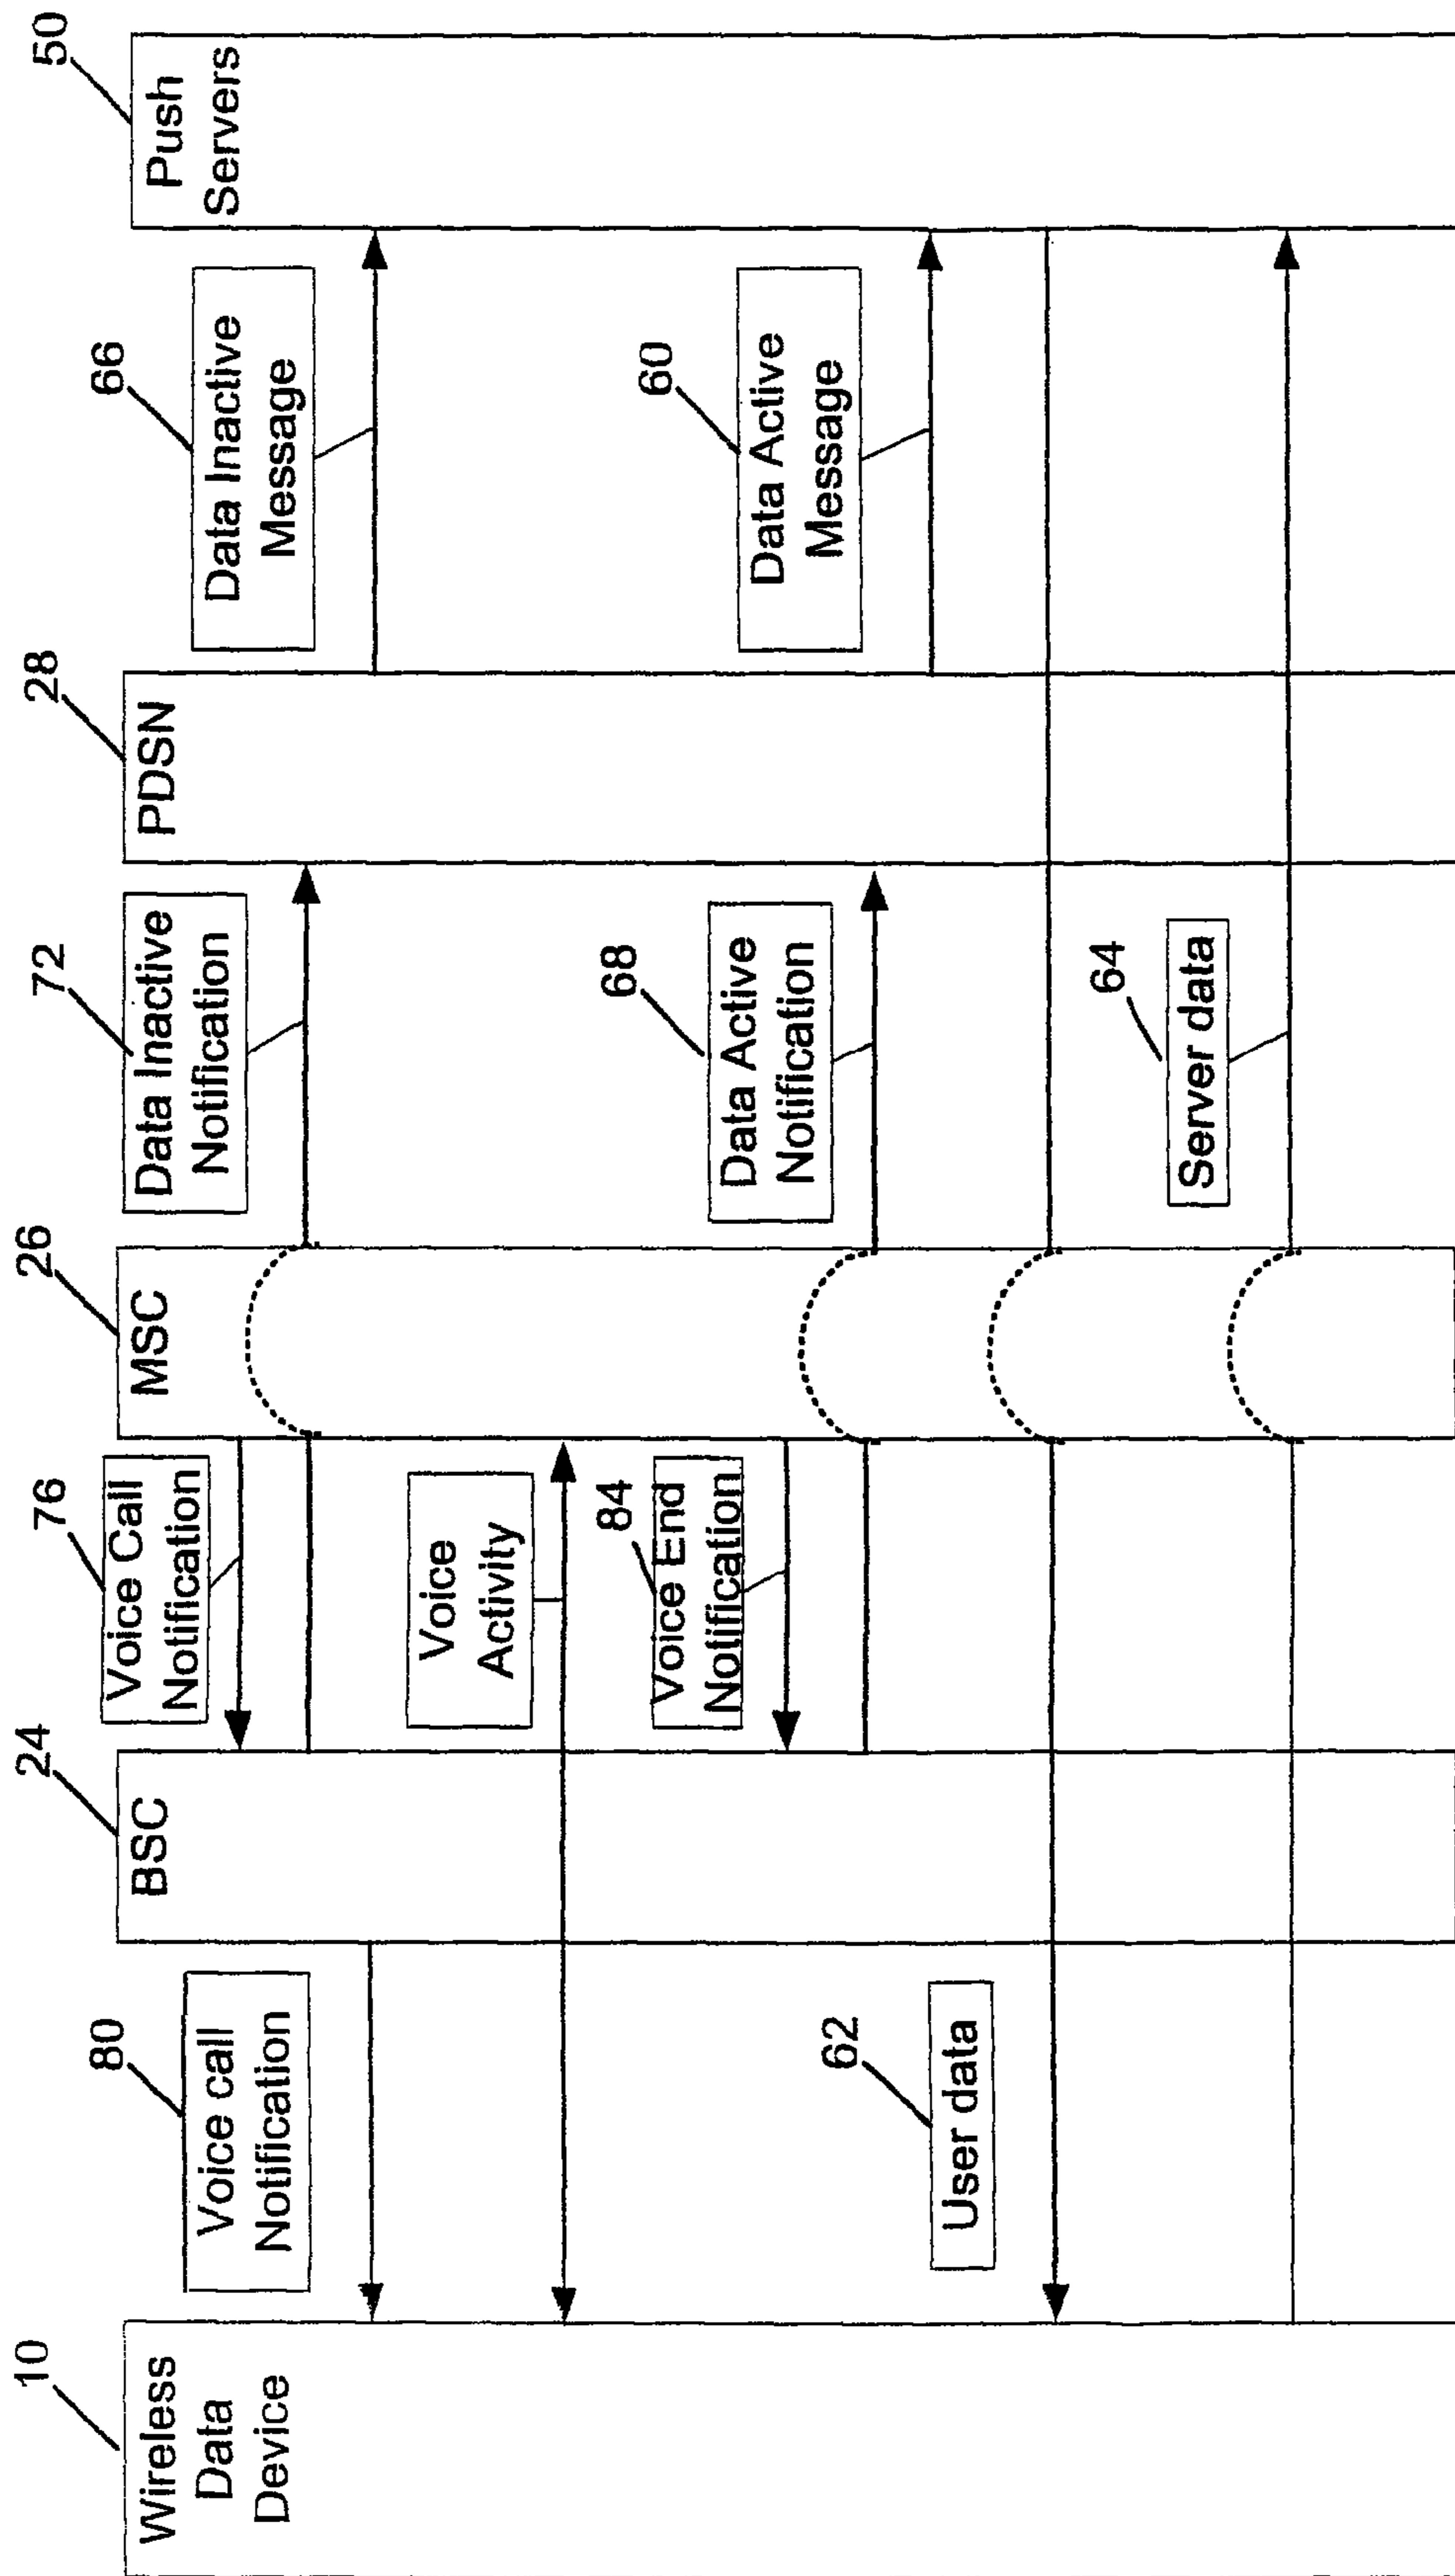 10
Wireless
Data
Device
24
BSC
26
MSC
28
PDSN
50
Push
Servers
76
Voice Call
Notification
72
Data Inactive
Notification
80
Voice call
Notification
66
Data Inactive
Message
Voice
Activity
84
Voice End
Notification
68
Data Active
Notification
60
Data Active
Message
62
User data
64
Server data